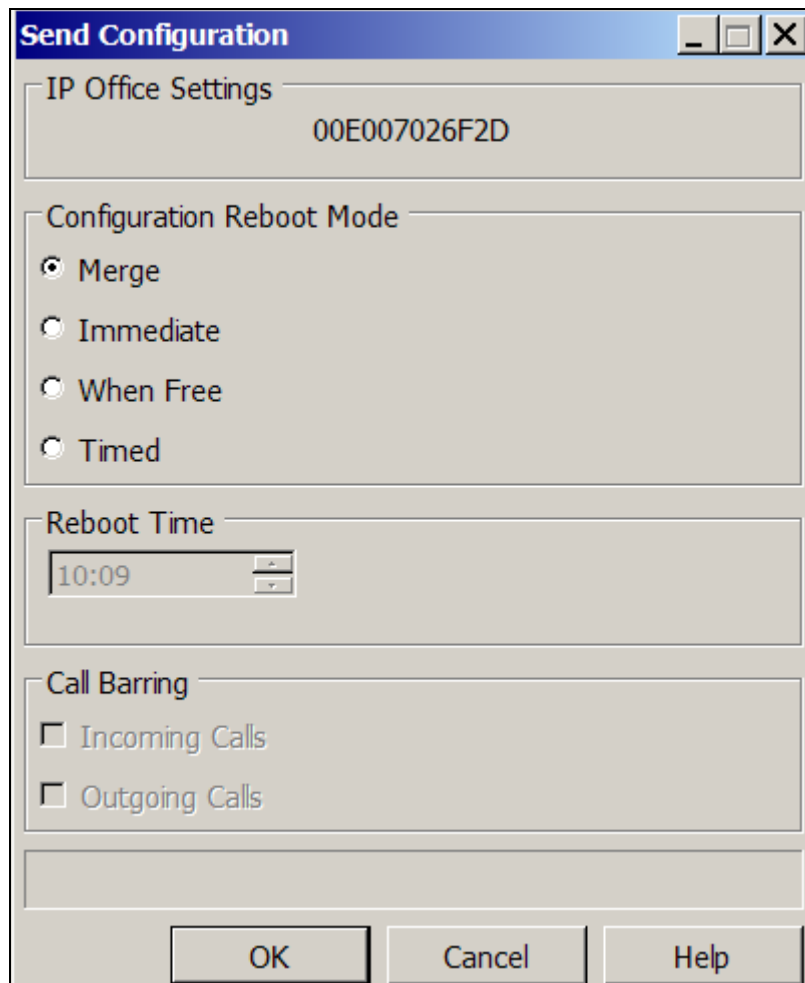 Send Configuration
IP Office Settings
00E007026F2D
Configuration Reboot Mode
Merge
Immediate
When Free
Timed
Reboot Time
10:09
Call Barring
Incoming Calls
Outgoing Calls
OK Cancel Help